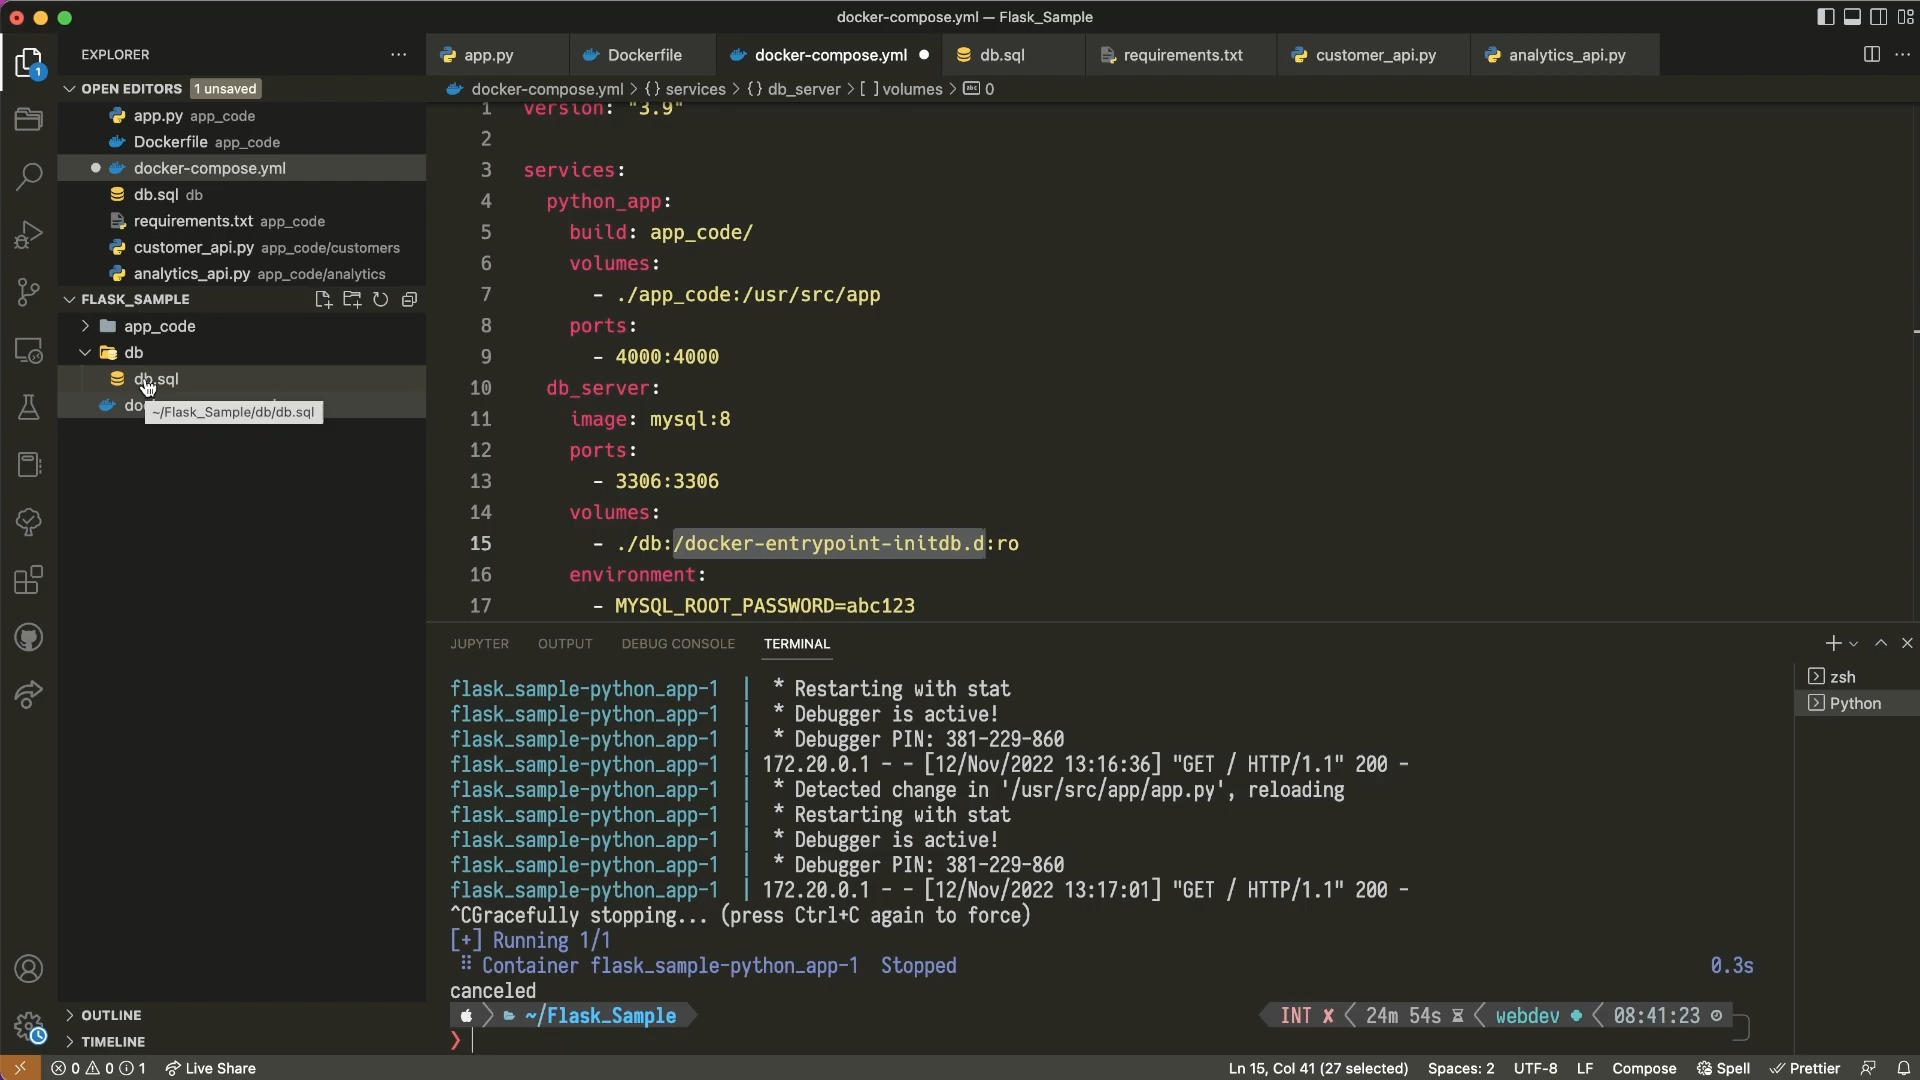 docker-compose.yml — Flask_Sample
EXPLORER
app.py
Dockerfile
docker-compose.yml
db.sql
requirements.txt
customer_api.py
analytics_api.py
OPEN EDITORS 1 unsaved
app.py app_code
Dockerfile app_code
docker-compose.yml
db.sql db
requirements.txt app_code
customer_api.py app_code/customers
analytics_api.py app_code/analytics
FLASK_SAMPLE
app_code
db
db.sql
~/Flask_Sample/db/db.sql
OUTLINE
TIMELINE
docker-compose.yml > {} services > {} db_server > [ ] volumes > abc 0
1 version: "3.9"
2
3 services:
4 python_app:
5 build: app_code/
6 volumes:
7 - ./app_code:/usr/src/app
8 ports:
9 - 4000:4000
10 db_server:
11 image: mysql:8
12 ports:
13 - 3306:3306
14 volumes:
15 - ./db:/docker-entrypoint-initdb.d:ro
16 environment:
17 - MYSQL_ROOT_PASSWORD=abc123
JUPYTER OUTPUT DEBUG CONSOLE TERMINAL
flask_sample-python_app-1 | * Restarting with stat
flask_sample-python_app-1 | * Debugger is active!
flask_sample-python_app-1 | * Debugger PIN: 381-229-860
flask_sample-python_app-1 | 172.20.0.1 - - [12/Nov/2022 13:16:36] "GET / HTTP/1.1" 200 -
flask_sample-python_app-1 | * Detected change in '/usr/src/app/app.py', reloading
flask_sample-python_app-1 | * Restarting with stat
flask_sample-python_app-1 | * Debugger is active!
flask_sample-python_app-1 | * Debugger PIN: 381-229-860
flask_sample-python_app-1 | 172.20.0.1 - - [12/Nov/2022 13:17:01] "GET / HTTP/1.1" 200 -
^CGracefully stopping... (press Ctrl+C again to force)
[+] Running 1/1
⠿ Container flask_sample-python_app-1 Stopped 0.3s
canceled
~/Flask_Sample INT ✘ 24m 54s webdev 08:41:23
❯
zsh
Python
1
0 0 1 Live Share
Ln 15, Col 41 (27 selected) Spaces: 2 UTF-8 LF Compose Spell Prettier